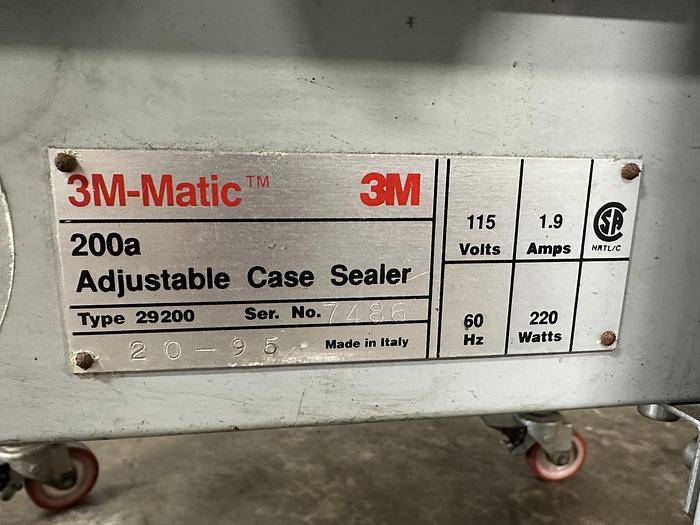 3M-Matic™ 3M
200a
Adjustable Case Sealer
Type 29200 Ser. No. 7486
20-95 Made in Italy
115 Volts
1.9 Amps
SA
NRTL/C
60 Hz
220 Watts